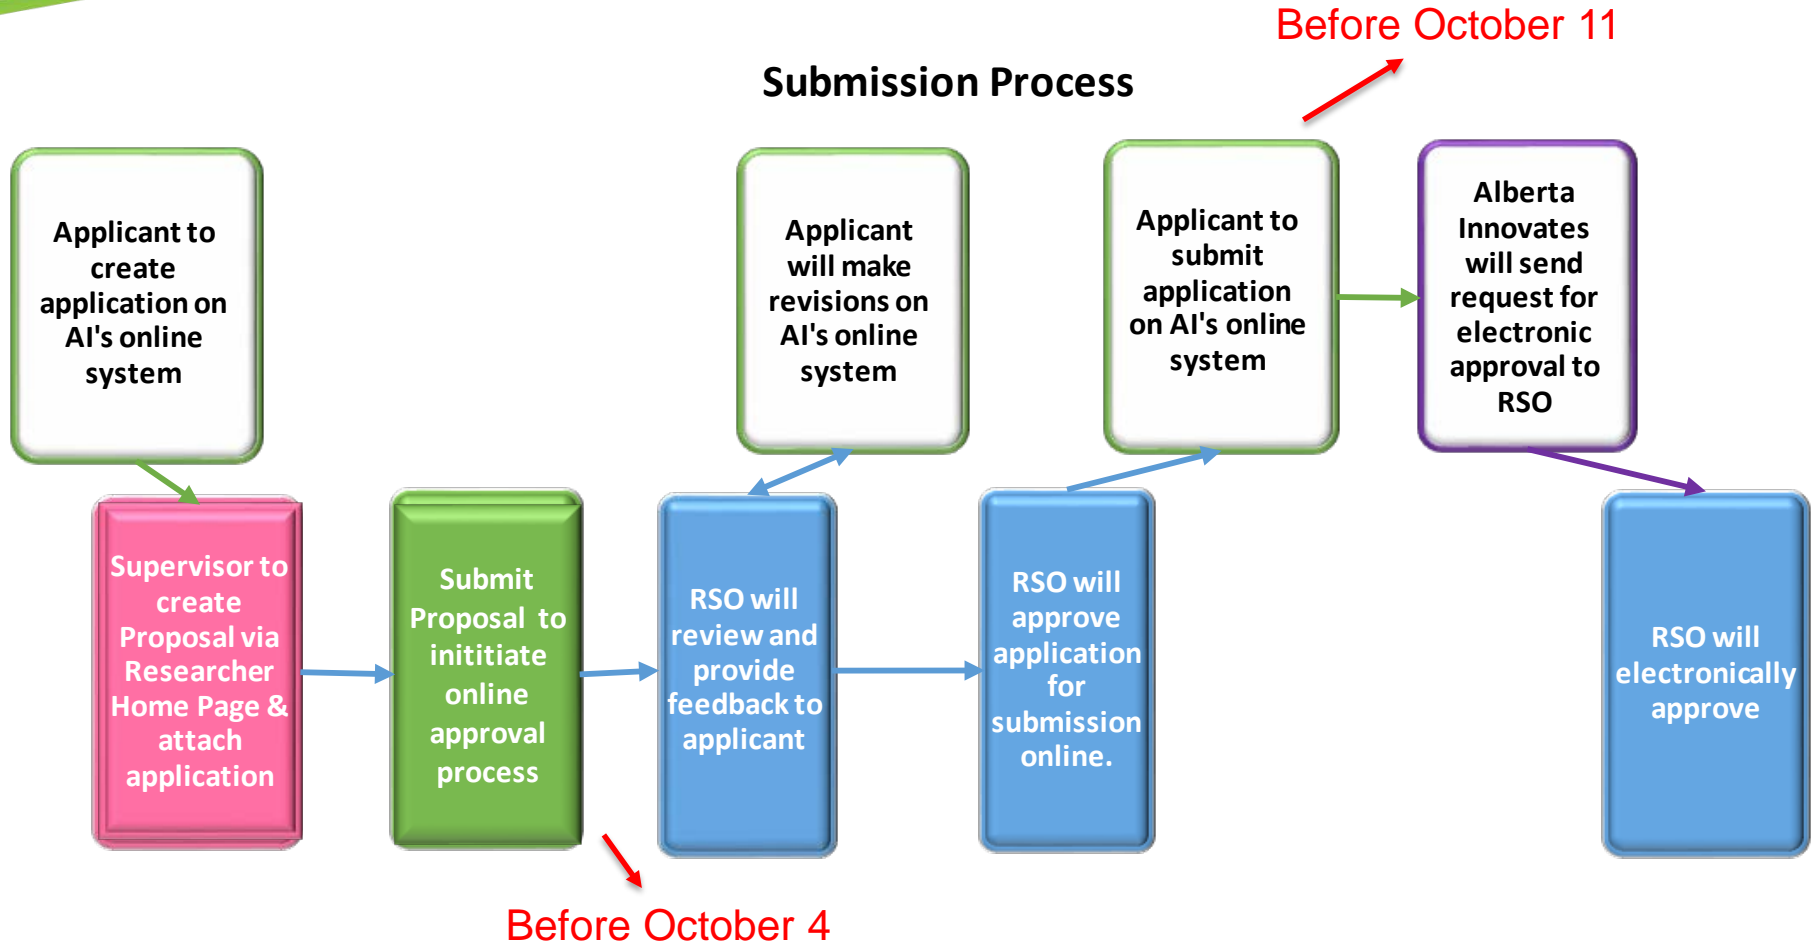 Before October 11
Submission Process
Applicant to
create
application on
AI's online
system
Applicant
will make
revisions on
AI's online
system
Applicant to
submit
application
on AI's online
system
Alberta
Innovates
will send
request for
electronic
approval to
RSO
Supervisor to
create
Proposal via
Researcher
Home Page &
attach
application
Submit
Proposal to
inititiate
online
approval
process
RSO will
review and
provide
feedback to
applicant
RSO will
approve
application
for
submission
online.
RSO will
electronically
approve
Before October 4